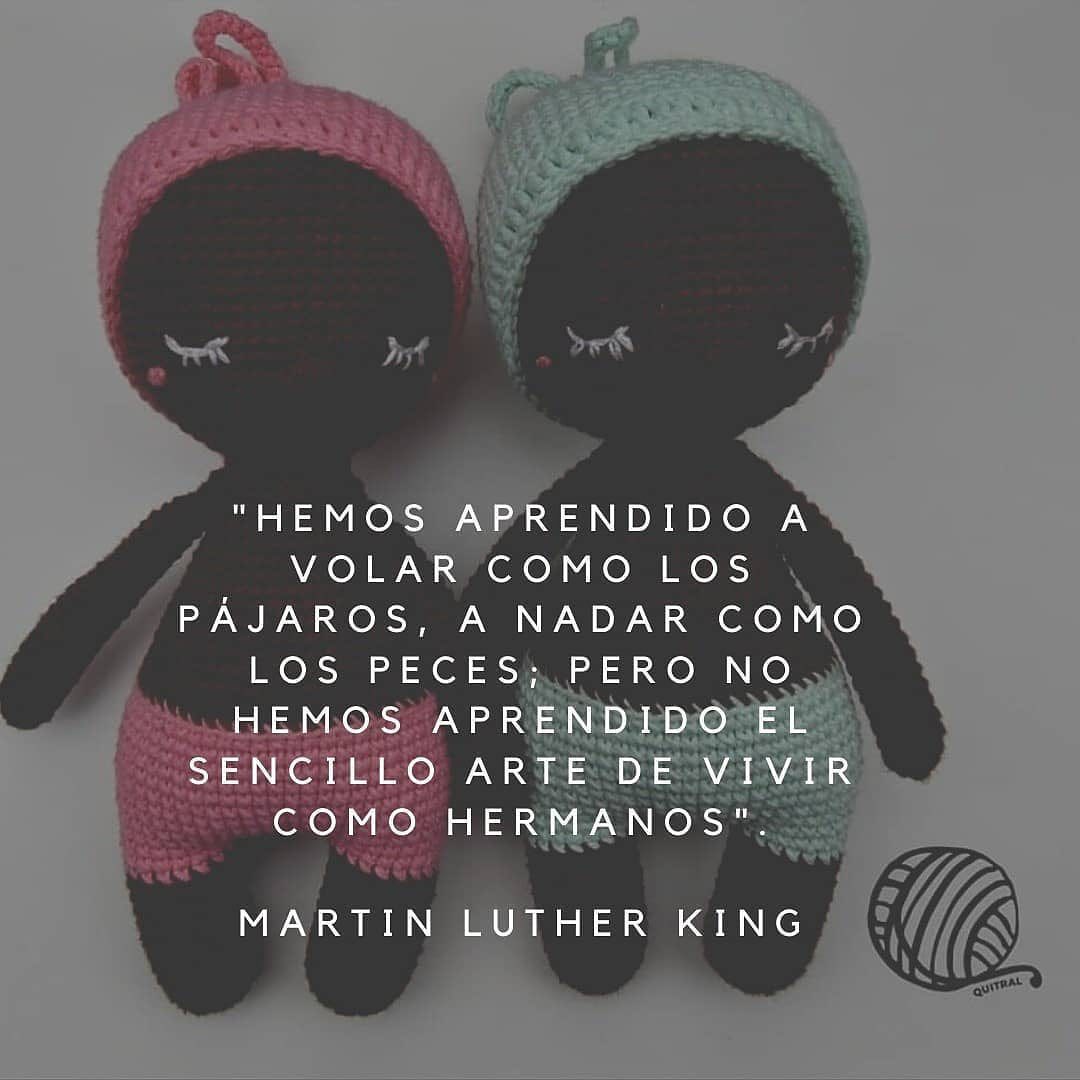 "HEMOS APRENDIDO A
VOLAR COMO LOS
PÁJAROS, A NADAR COMO
LOS PECES; PERO NO
HEMOS APRENDIDO EL
SENCILLO ARTE DE VIVIR
COMO HERMANOS".
MARTIN LUTHER KING
QUITRAL